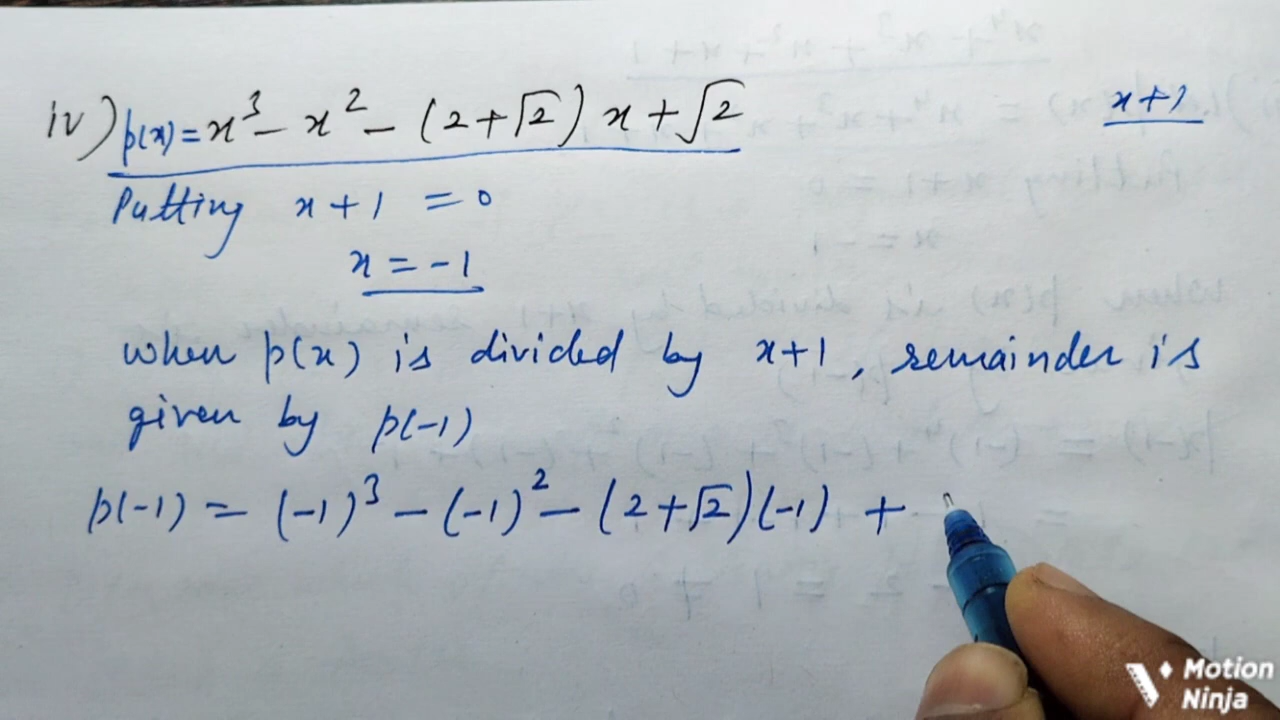 iv) p(x) = x³ - x² - (2+√2) x + √2
x+1
Putting x+1 = 0
x = -1
when p(x) is divided by x+1, remainder is
given by p(-1)
p(-1) = (-1)³ - (-1)² - (2+√2)(-1) +
Motion
Ninja